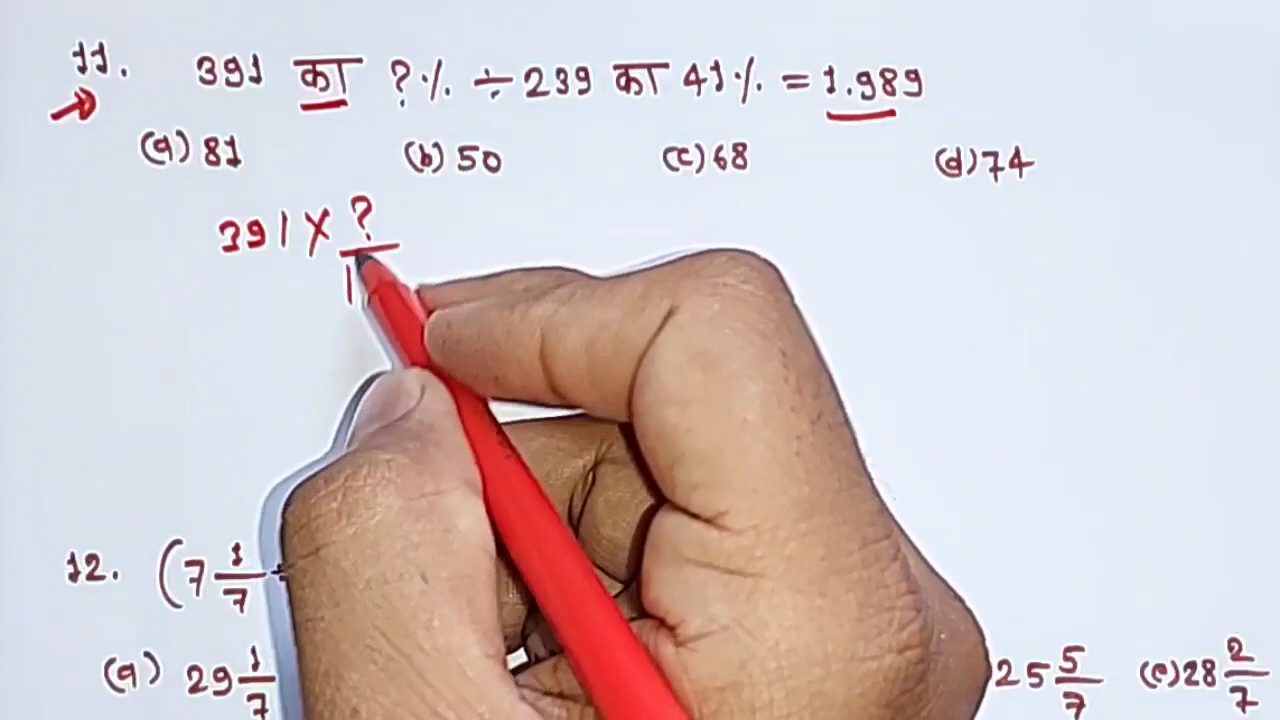 11. 391 का ?% ÷ 239 का 41% = 1.989
(a) 81 (b) 50 (c) 68 (d) 74
391 × ?
1
12. (7 1/7 +
(a) 29 1/7 25 5/7 (e) 28 2/7